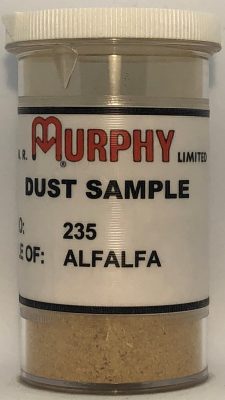 . R. MURPHY LIMITED
®
DUST SAMPLE
: 235
E OF: ALFALFA